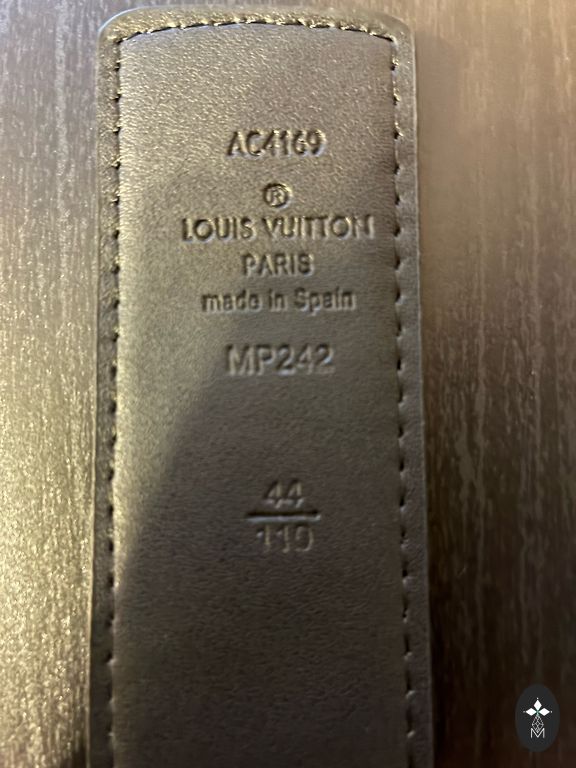 AC4169
®
LOUIS VUITTON
PARIS
made in Spain
MP242
44
110